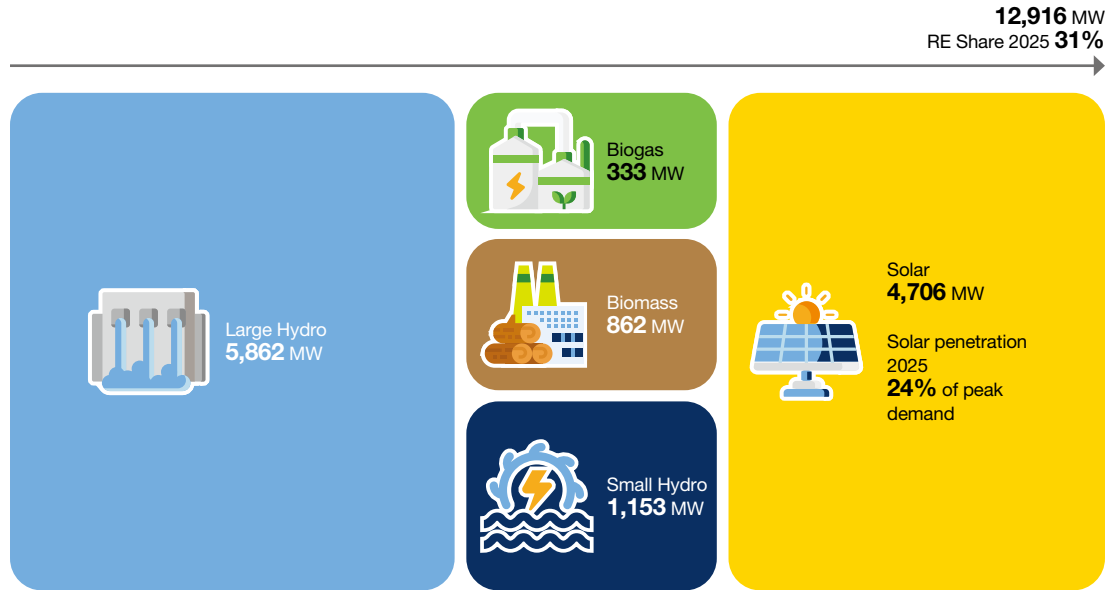 12,916 MW
RE Share 2025 31%
Large Hydro
5,862 MW
Biogas
333 MW
Biomass
862 MW
Small Hydro
1,153 MW
Solar
4,706 MW
Solar penetration
2025
24% of peak
demand